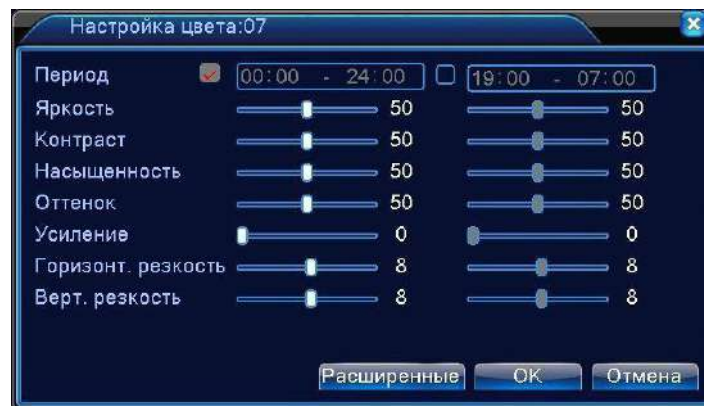 Настройка цвета:07
Период 00:00 - 24:00 19:00 - 07:00
Яркость 50 50
Контраст 50 50
Насыщенность 50 50
Оттенок 50 50
Усиление 0 0
Горизонт. резкость 8 8
Верт. резкость 8 8
Расширенные OK Отмена